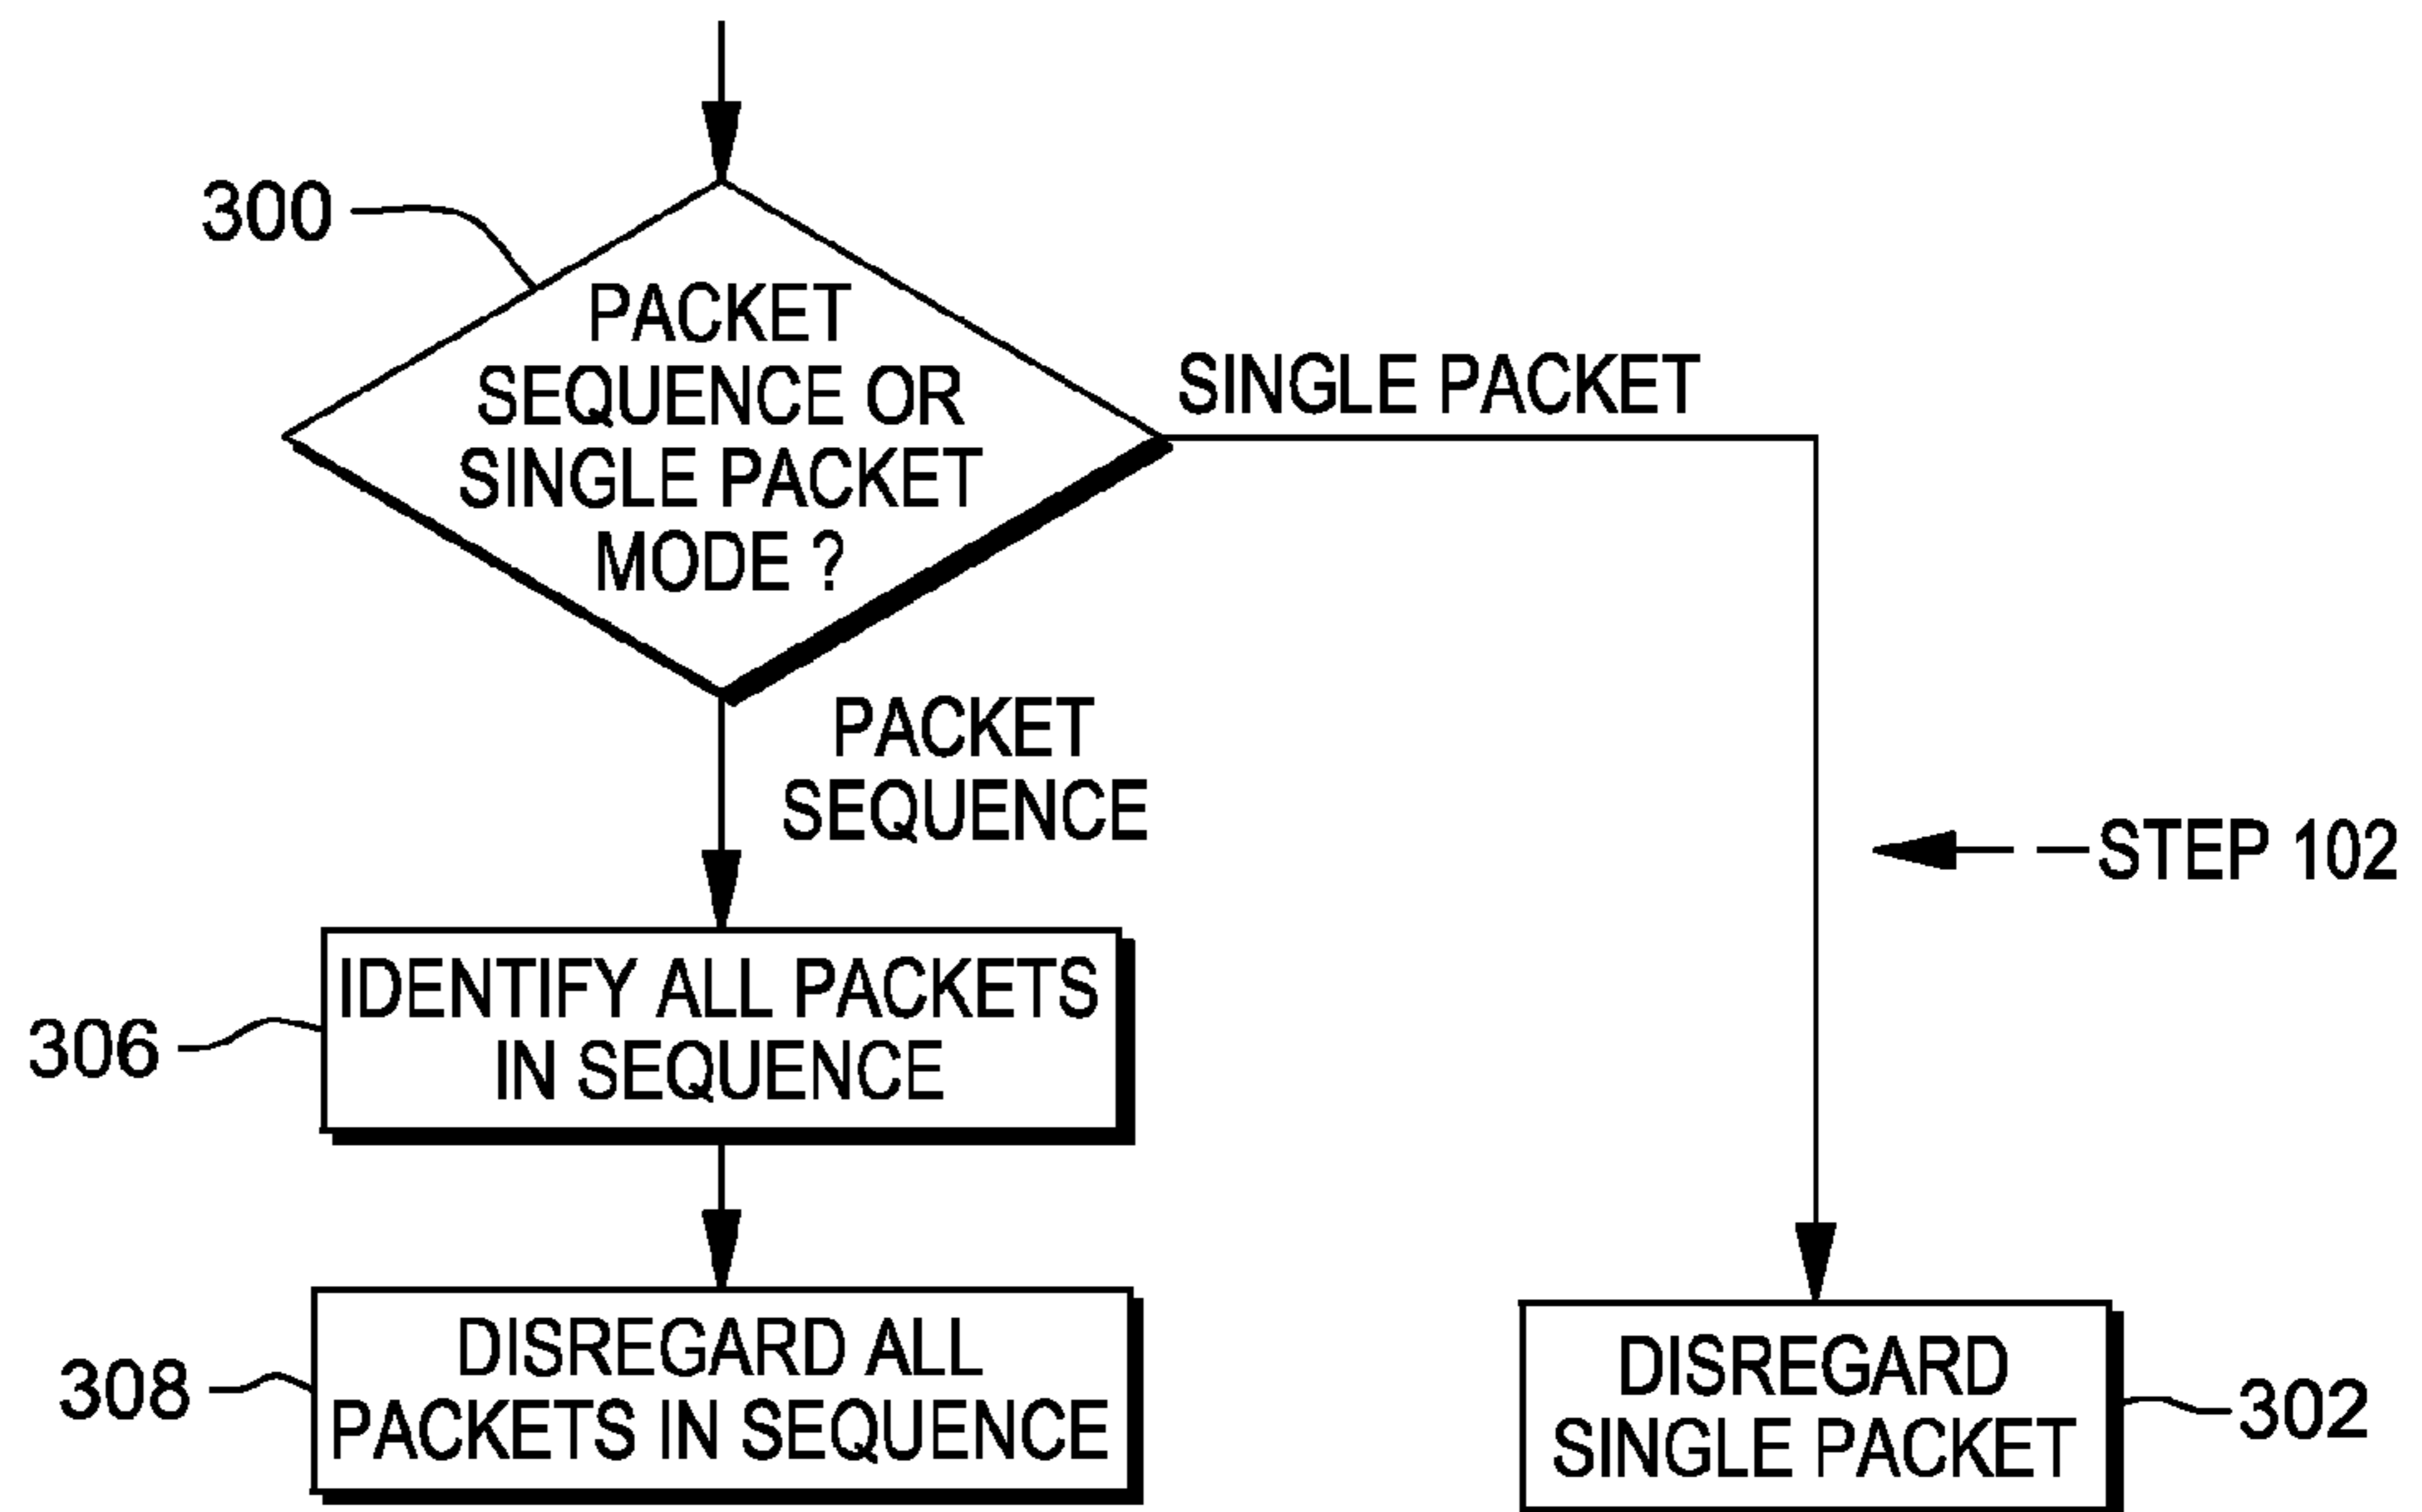 300
PACKET
SEQUENCE OR
SINGLE PACKET
MODE ?
SINGLE PACKET
PACKET
SEQUENCE
STEP 102
306
IDENTIFY ALL PACKETS
IN SEQUENCE
308
DISREGARD ALL
PACKETS IN SEQUENCE
DISREGARD
SINGLE PACKET
302